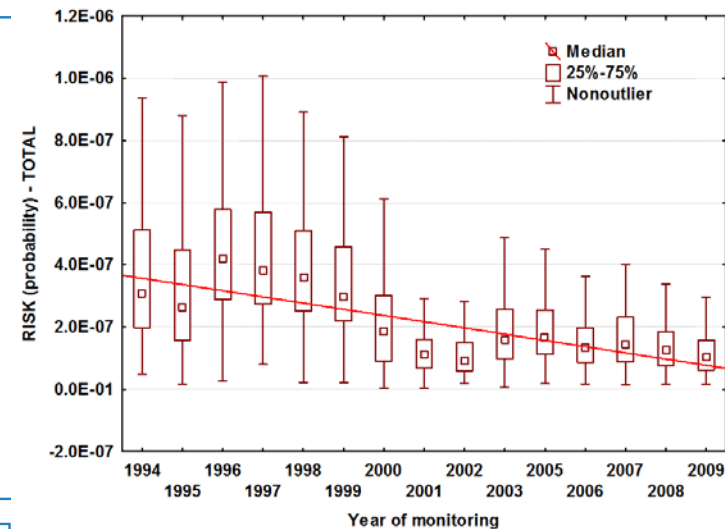 1.2E-06
1.0E-06
8.0E-07
6.0E-07
4.0E-07
2.0E-07
0.0E-01
-2.0E-07
RISK (probability) - TOTAL
Median
25%-75%
Nonoutlier
1994 1996 1998 2000 2002 2005 2007 2009
1995 1997 1999 2001 2003 2006 2008
Year of monitoring